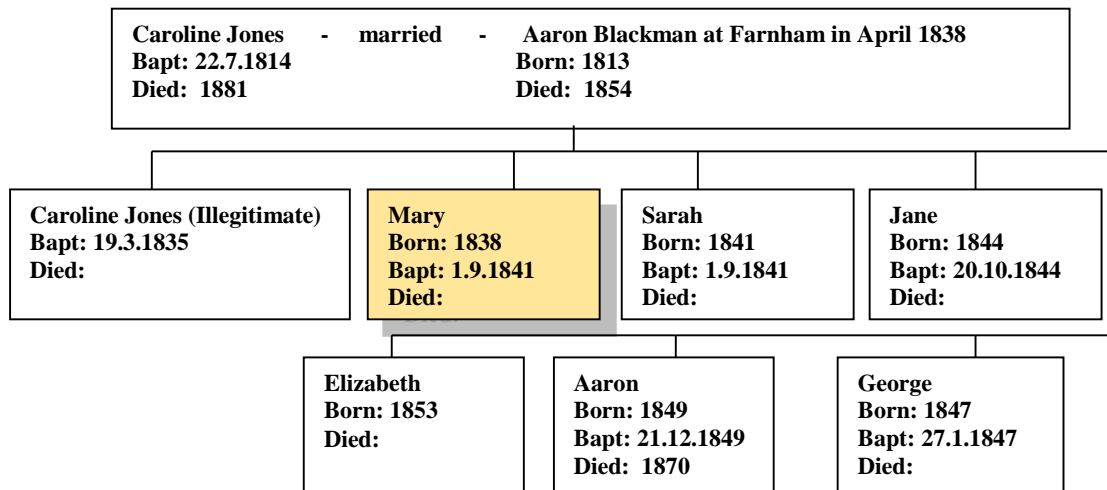 Caroline Jones - married - Aaron Blackman at Farnham in April 1838
Bapt: 22.7.1814 Born: 1813
Died: 1881 Died: 1854
Caroline Jones (Illegitimate)
Bapt: 19.3.1835
Died:
Mary
Born: 1838
Bapt: 1.9.1841
Died:
Sarah
Born: 1841
Bapt: 1.9.1841
Died:
Jane
Born: 1844
Bapt: 20.10.1844
Died:
Elizabeth
Born: 1853
Died:
Aaron
Born: 1849
Bapt: 21.12.1849
Died: 1870
George
Born: 1847
Bapt: 27.1.1847
Died: